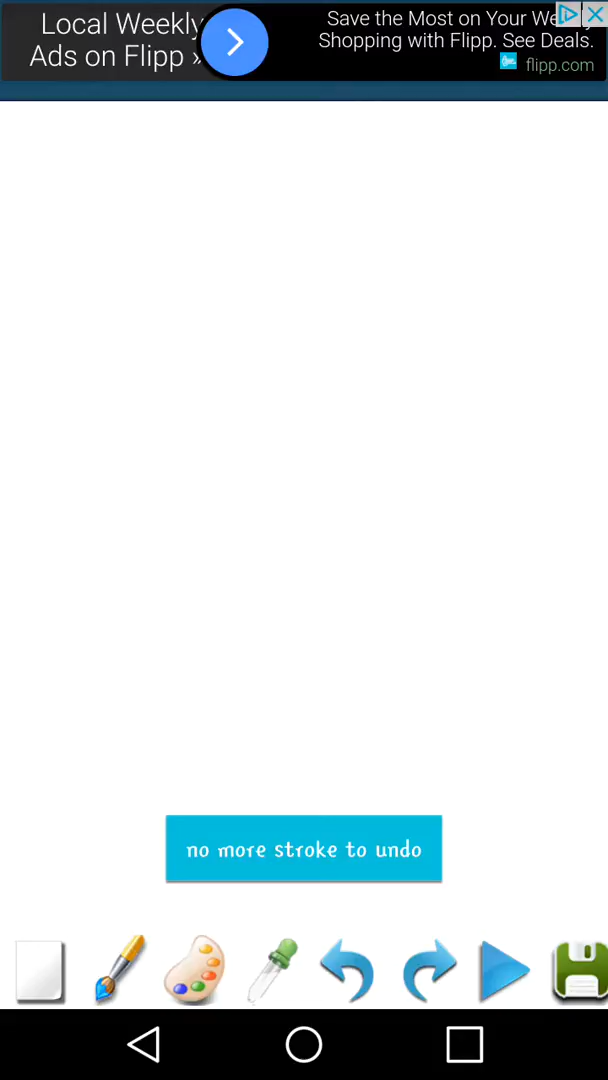 Local Weekly
Ads on Flipp »
Save the Most on Your
Shopping with Flipp. See Deals.
flipp.com
no more stroke to undo